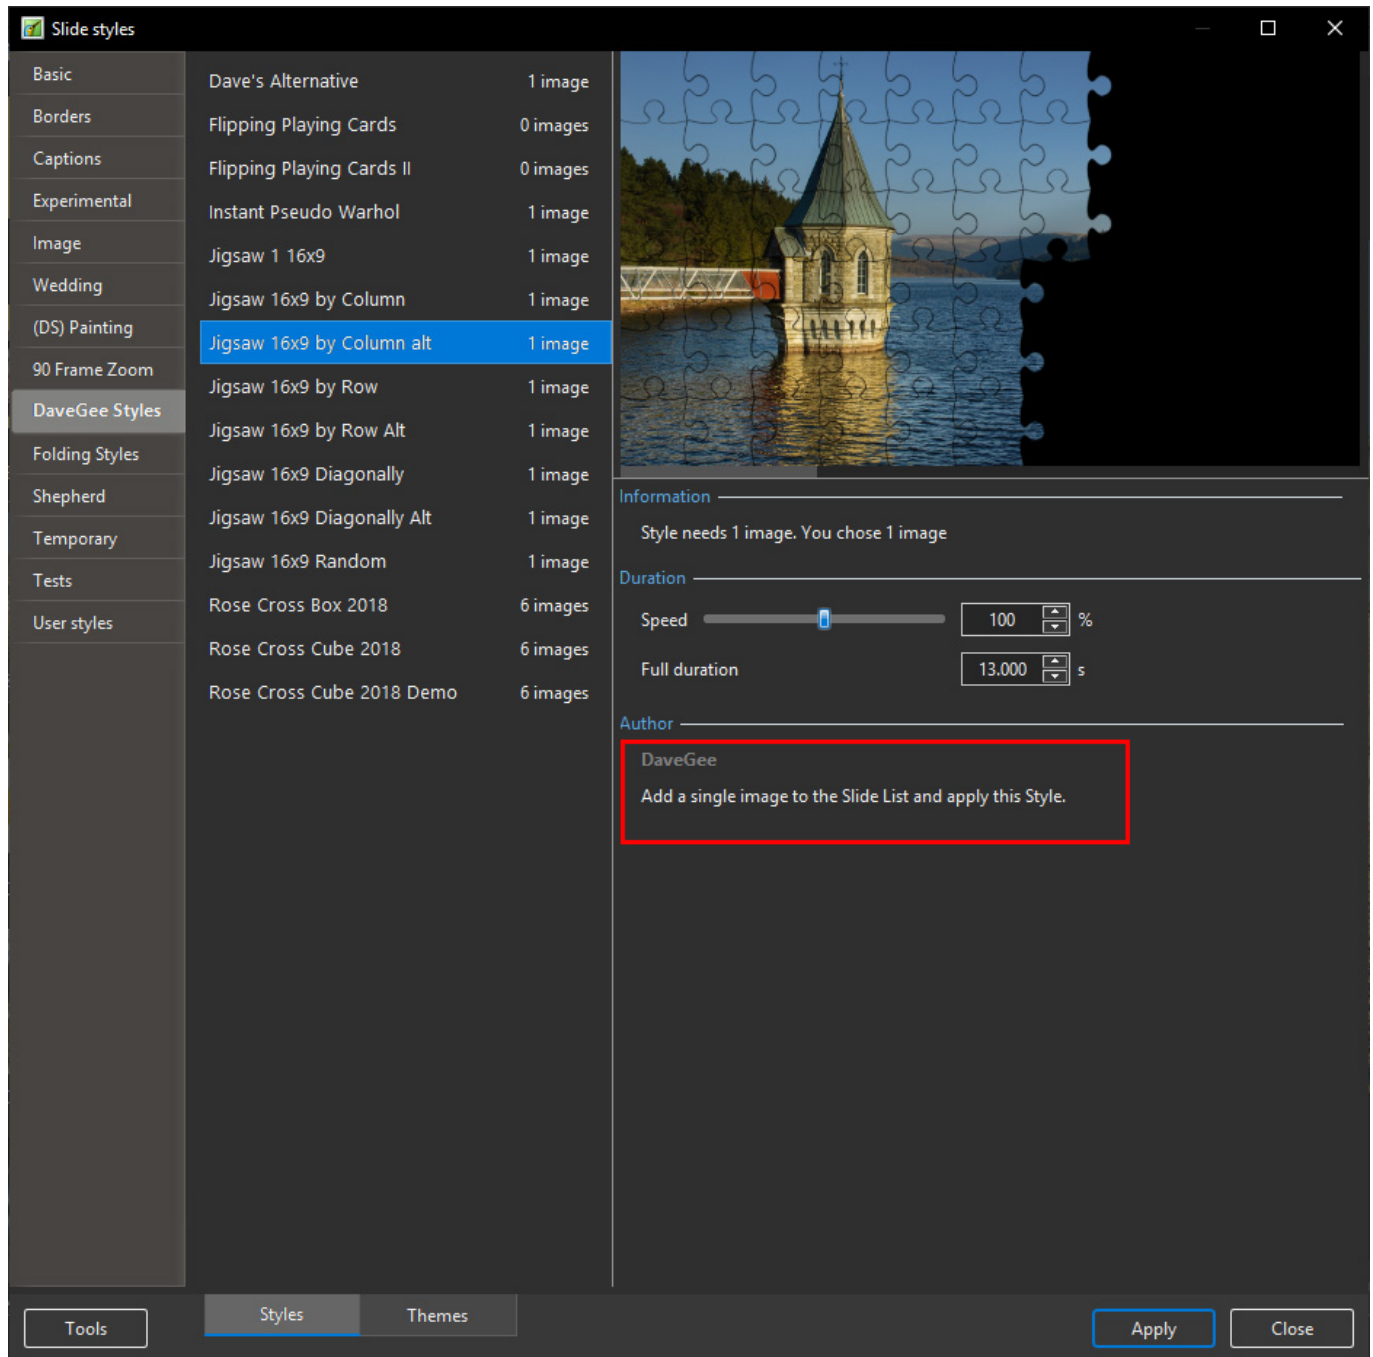 Slide styles
Basic
Borders
Captions
Experimental
Image
Wedding
(DS) Painting
90 Frame Zoom
DaveGee Styles
Folding Styles
Shepherd
Temporary
Tests
User styles
Dave's Alternative 1 image
Flipping Playing Cards 0 images
Flipping Playing Cards II 0 images
Instant Pseudo Warhol 1 image
Jigsaw 1 16x9 1 image
Jigsaw 16x9 by Column 1 image
Jigsaw 16x9 by Column alt 1 image
Jigsaw 16x9 by Row 1 image
Jigsaw 16x9 by Row Alt 1 image
Jigsaw 16x9 Diagonally 1 image
Jigsaw 16x9 Diagonally Alt 1 image
Jigsaw 16x9 Random 1 image
Rose Cross Box 2018 6 images
Rose Cross Cube 2018 6 images
Rose Cross Cube 2018 Demo 6 images
Information
Style needs 1 image. You chose 1 image
Duration
Speed 100 %
Full duration 13.000 s
Author
DaveGee
Add a single image to the Slide List and apply this Style.
Tools
Styles Themes
Apply Close